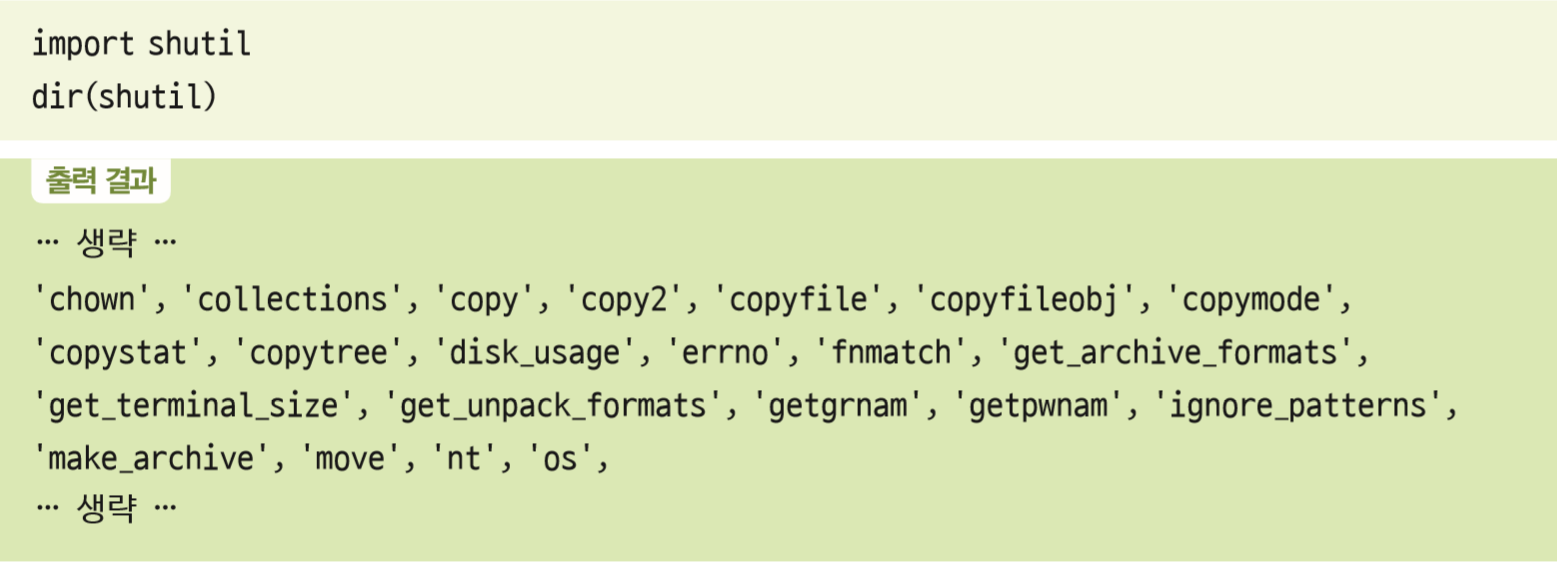 import shutil
dir(shutil)
출력 결과
… 생략 …
'chown', 'collections', 'copy', 'copy2', 'copyfile', 'copyfileobj', 'copymode',
'copystat', 'copytree', 'disk_usage', 'errno', 'fnmatch', 'get_archive_formats',
'get_terminal_size', 'get_unpack_formats', 'getgrnam', 'getpwnam', 'ignore_patterns',
'make_archive', 'move', 'nt', 'os',
… 생략 …